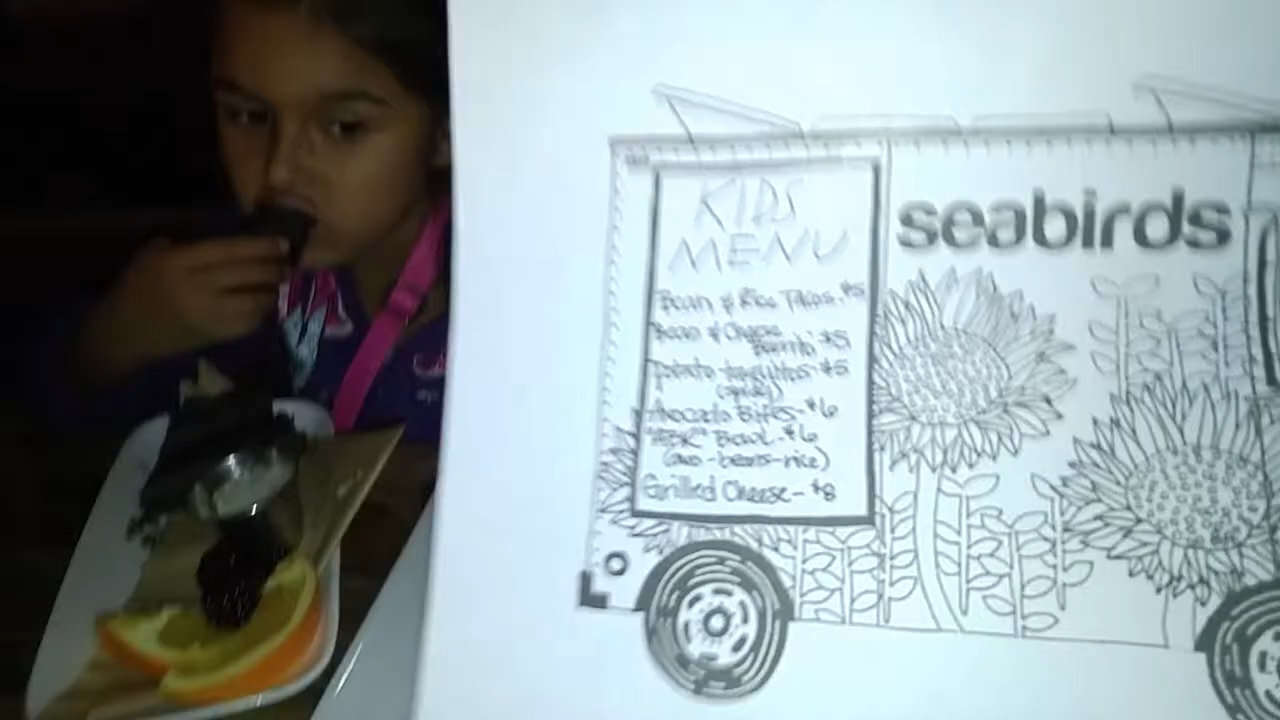 KIDS
MENU
seabirds
Bean & Rice Tacos - $5
Bean & Cheese
Burrito $5
potato taquitos - $5
(spicy)
Avocado Bites - $6
"ABR" Bowl - $6
(avo-beans-rice)
Grilled Cheese - $8